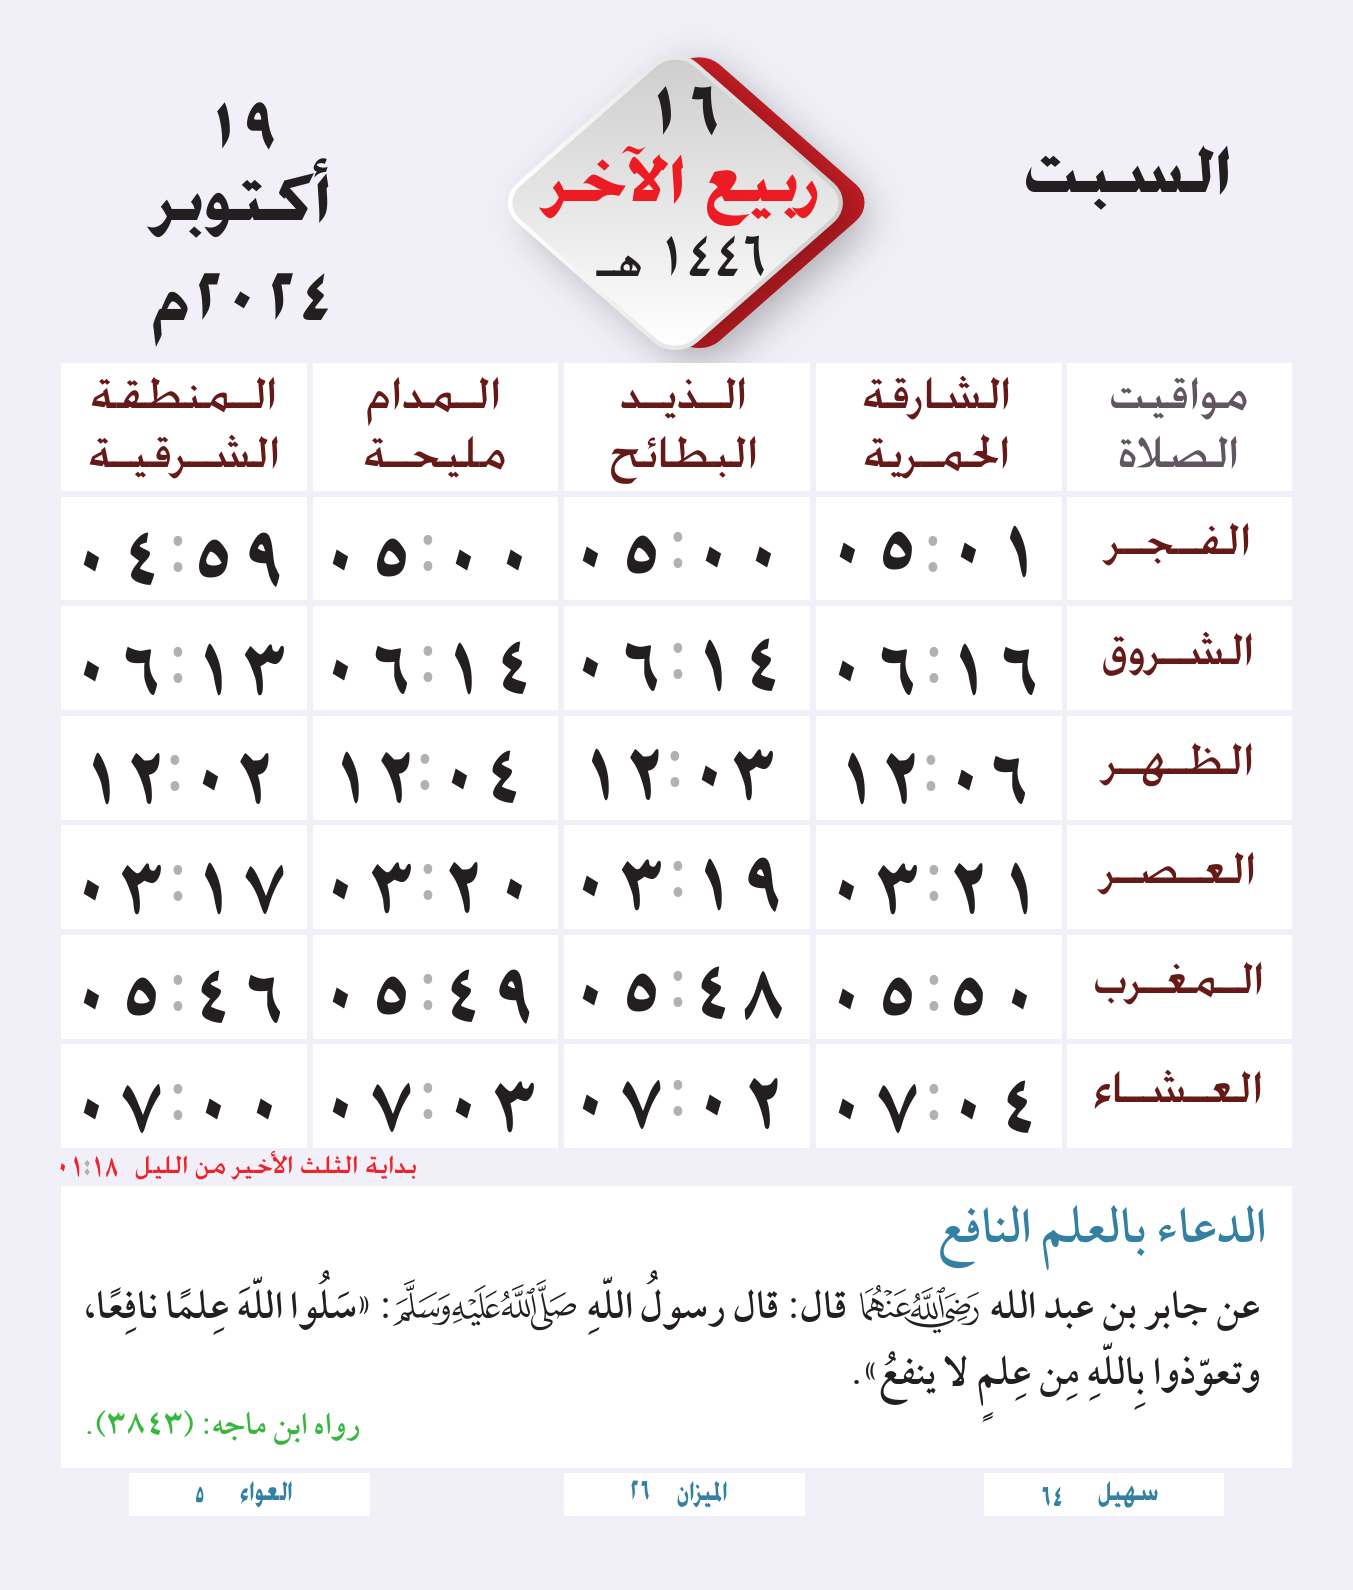 السبت
١٦
ربيع الآخر
١٤٤٦ هـ
١٩
أكتوبر
٢٠٢٤م
مواقيت الصلاة الشارقة الحمرية الذيد البطائح المدام مليحة المنطقة الشرقية
الفجر ٠٥:٠١ ٠٥:٠٠ ٠٥:٠٠ ٠٤:٥٩
الشروق ٠٦:١٦ ٠٦:١٤ ٠٦:١٤ ٠٦:١٣
الظهر ١٢:٠٦ ١٢:٠٣ ١٢:٠٤ ١٢:٠٢
العصر ٠٣:٢١ ٠٣:١٩ ٠٣:٢٠ ٠٣:١٧
المغرب ٠٥:٥٠ ٠٥:٤٨ ٠٥:٤٩ ٠٥:٤٦
العشاء ٠٧:٠٤ ٠٧:٠٢ ٠٧:٠٣ ٠٧:٠٠
بداية الثلث الأخير من الليل ٠١:١٨
الدعاء بالعلم النافع
عن جابر بن عبد الله رَضِيَ اللَّهُ عَنْهُمَا قال: قال رسولُ اللّهِ صَلَّى اللَّهُ عَلَيْهِ وَسَلَّمَ: «سَلُوا اللّهَ عِلمًا نافِعًا،
وتعوّذوا بِاللّهِ مِن عِلمٍ لا ينفعُ».
رواه ابن ماجه: (٣٨٤٣).
سهيل ٦٤ الميزان ٢٦ العواء ٥